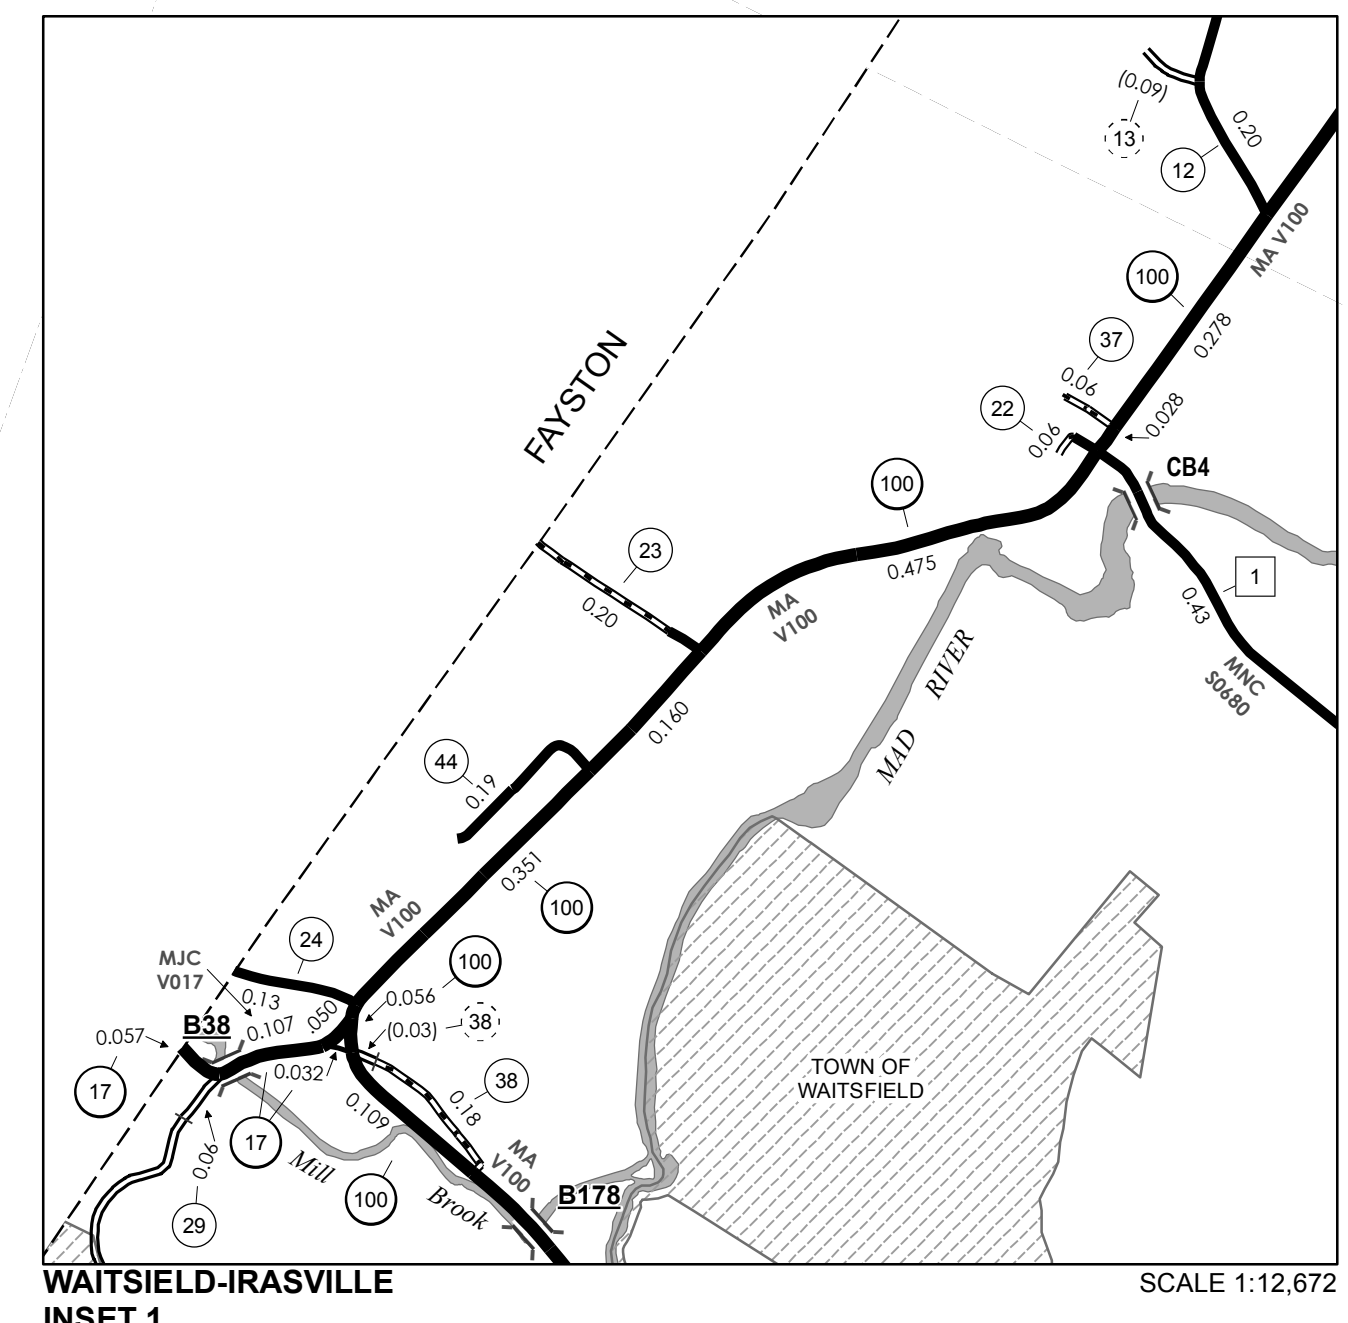 (0.09)
13
12
0.20
MA V100
100
0.278
37
0.06
22
0.06
0.028
CB4
FAYSTON
100
0.475
23
0.20
MA
V100
1
0.43
MNC
S0680
MAD RIVER
0.160
44
0.19
0.351
100
MA
V100
24
100
MJC
V017
0.13
0.056
.050
(0.03)
38
B38
0.107
0.057
0.032
17
38
0.18
0.109
17
0.06
Mill Brook
100
MA
V100
B178
29
TOWN OF
WAITSFIELD
WAITSIELD-IRASVILLE
INSET 1
SCALE 1:12,672